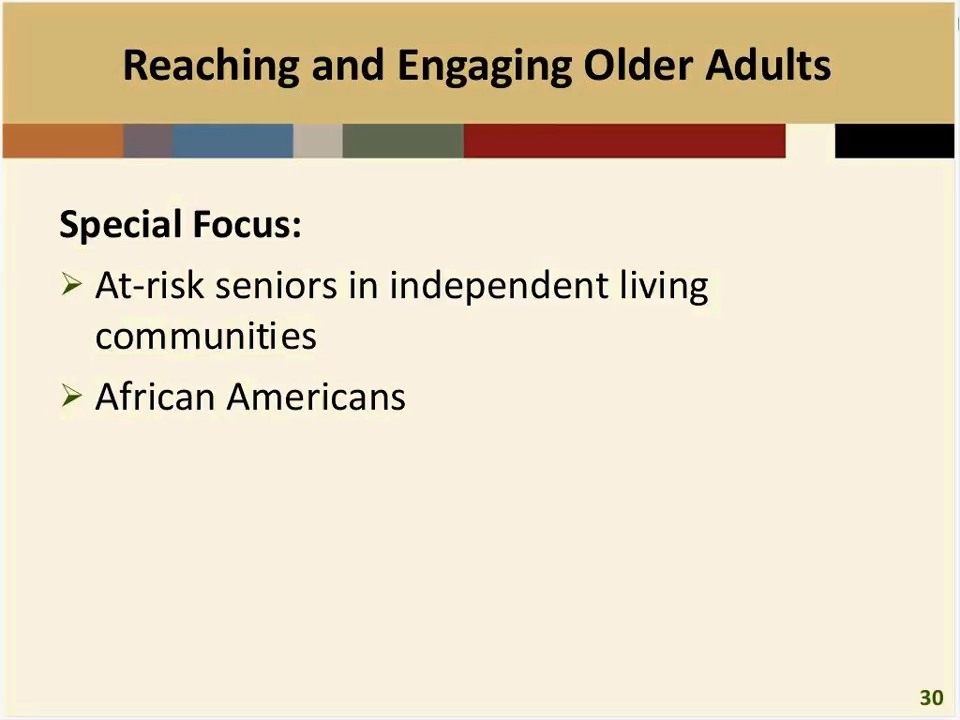 Reaching and Engaging Older Adults
Special Focus:
At-risk seniors in independent living
communities
African Americans
30